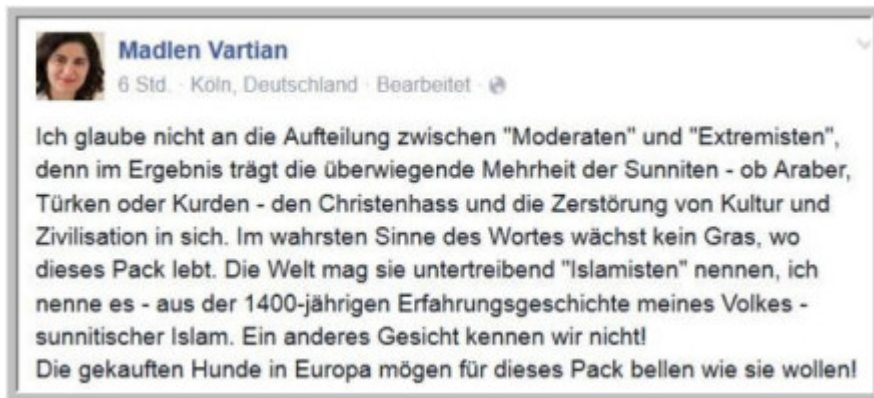 Madlen Vartian
6 Std. · Köln, Deutschland · Bearbeitet ·
Ich glaube nicht an die Aufteilung zwischen "Moderaten" und "Extremisten",
denn im Ergebnis trägt die überwiegende Mehrheit der Sunniten - ob Araber,
Türken oder Kurden - den Christenhass und die Zerstörung von Kultur und
Zivilisation in sich. Im wahrsten Sinne des Wortes wächst kein Gras, wo
dieses Pack lebt. Die Welt mag sie untertreibend "Islamisten" nennen, ich
nenne es - aus der 1400-jährigen Erfahrungsgeschichte meines Volkes -
sunnitischer Islam. Ein anderes Gesicht kennen wir nicht!
Die gekauften Hunde in Europa mögen für dieses Pack bellen wie sie wollen!